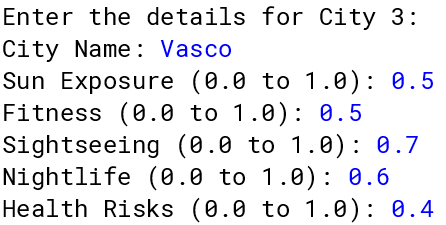 Enter the details for City 3:
City Name: Vasco
Sun Exposure (0.0 to 1.0): 0.5
Fitness (0.0 to 1.0): 0.5
Sightseeing (0.0 to 1.0): 0.7
Nightlife (0.0 to 1.0): 0.6
Health Risks (0.0 to 1.0): 0.4